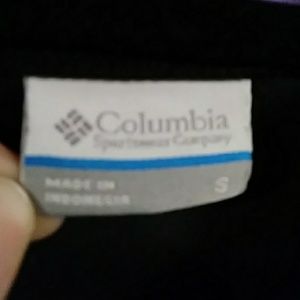 Columbia
Sportswear Company
MADE IN
INDONESIA
S